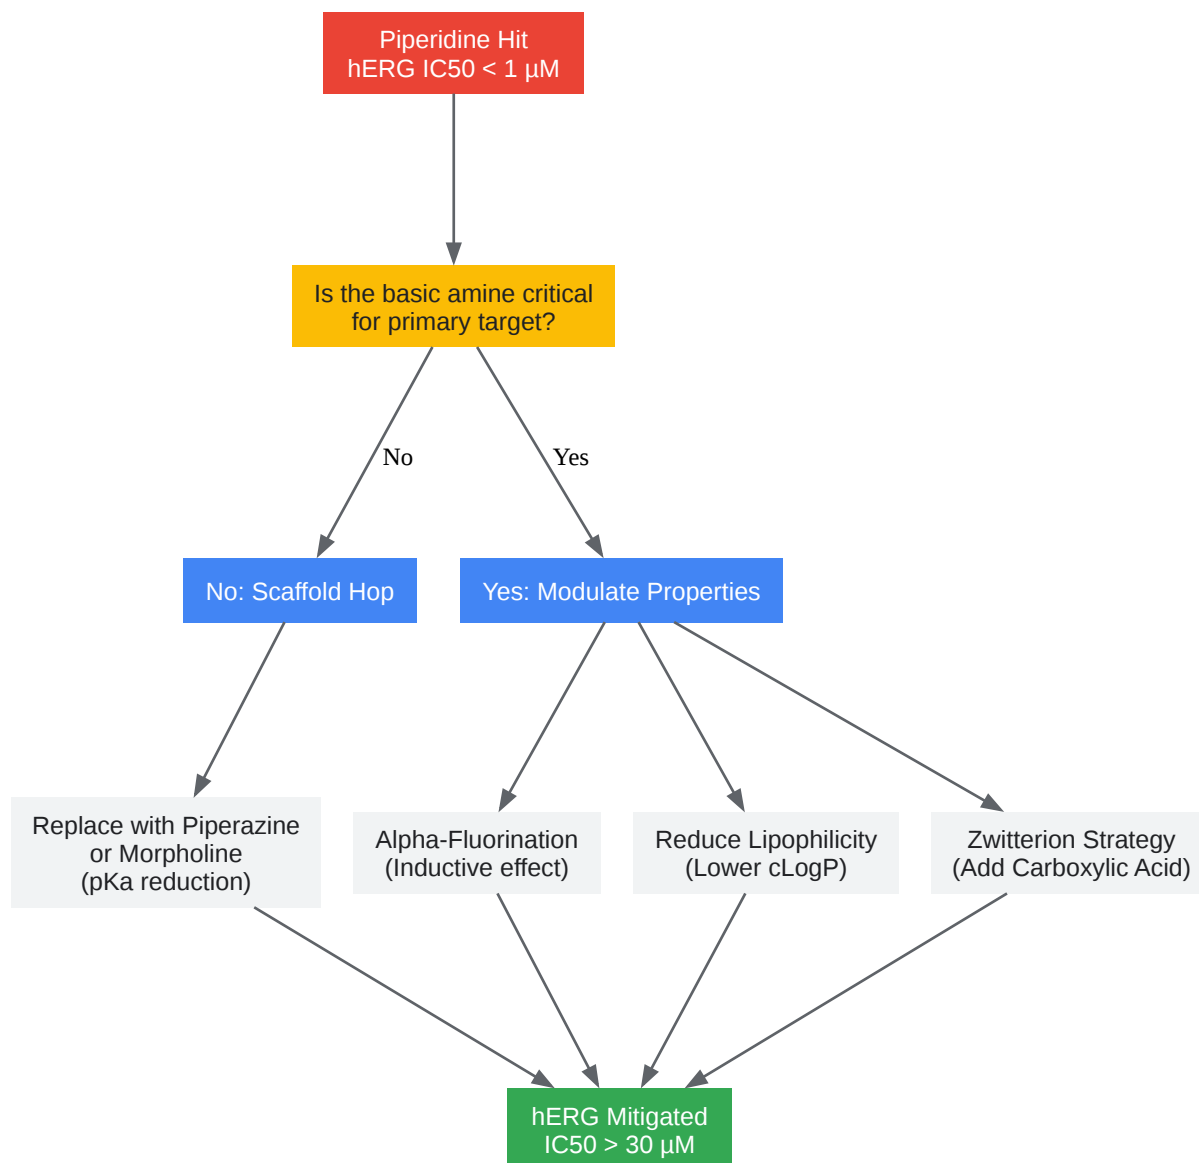 Piperidine Hit
hERG IC50 < 1 µM
Is the basic amine critical
for primary target?
No
Yes
No: Scaffold Hop
Yes: Modulate Properties
Replace with Piperazine
or Morpholine
(pKa reduction)
Alpha-Fluorination
(Inductive effect)
Reduce Lipophilicity
(Lower cLogP)
Zwitterion Strategy
(Add Carboxylic Acid)
hERG Mitigated
IC50 > 30 µM